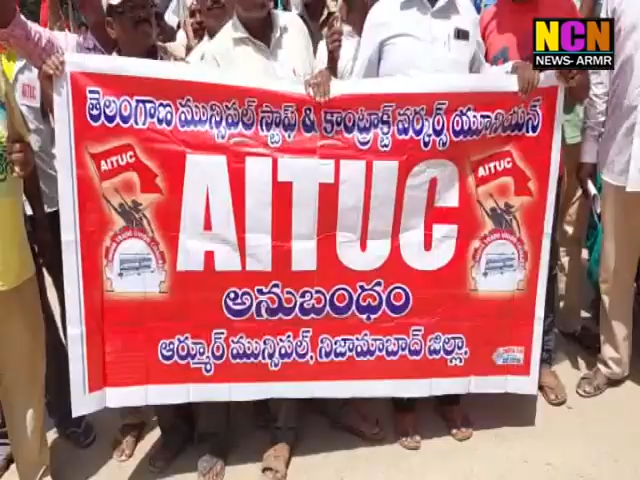 NCN
NEWS- ARMR
తెలంగాణ మున్సిపల్ స్టాఫ్ & కాంట్రాక్ట్ వర్కర్స్ యూనియన్
AITUC
AITUC
AITUC
అనుబంధం
ఆర్మూర్ మున్సిపల్, నిజామాబాద్ జిల్లా.